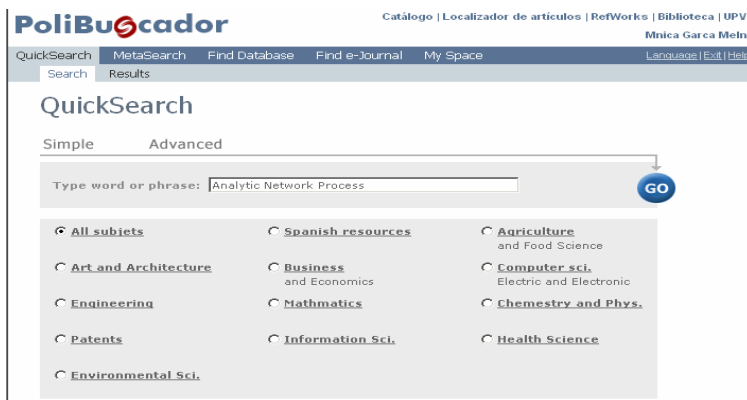 PoliBuscador
Catálogo | Localizador de artículos | RefWorks | Biblioteca | UPV
Mnica Garca Meln
QuickSearch MetaSearch Find Database Find e-Journal My Space Language | Exit | Help
Search Results
QuickSearch
Simple Advanced
Type word or phrase: Analytic Network Process GO
All subjets Spanish resources Agriculture
and Food Science
Art and Architecture Business Computer sci.
and Economics Electric and Electronic
Engineering Mathmatics Chemestry and Phys.
Patents Information Sci. Health Science
Environmental Sci.